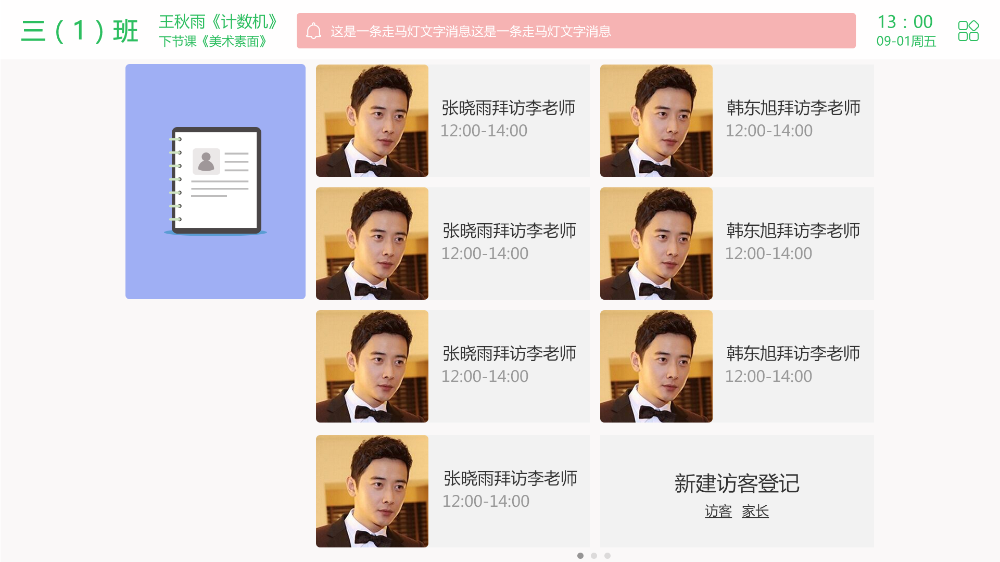 三（1）班
王秋雨《计数机》
下节课《美术素面》
这是一条走马灯文字消息这是一条走马灯文字消息
13：00
09-01周五
张晓雨拜访李老师
12:00-14:00
韩东旭拜访李老师
12:00-14:00
张晓雨拜访李老师
12:00-14:00
韩东旭拜访李老师
12:00-14:00
张晓雨拜访李老师
12:00-14:00
韩东旭拜访李老师
12:00-14:00
张晓雨拜访李老师
12:00-14:00
新建访客登记
访客 家长